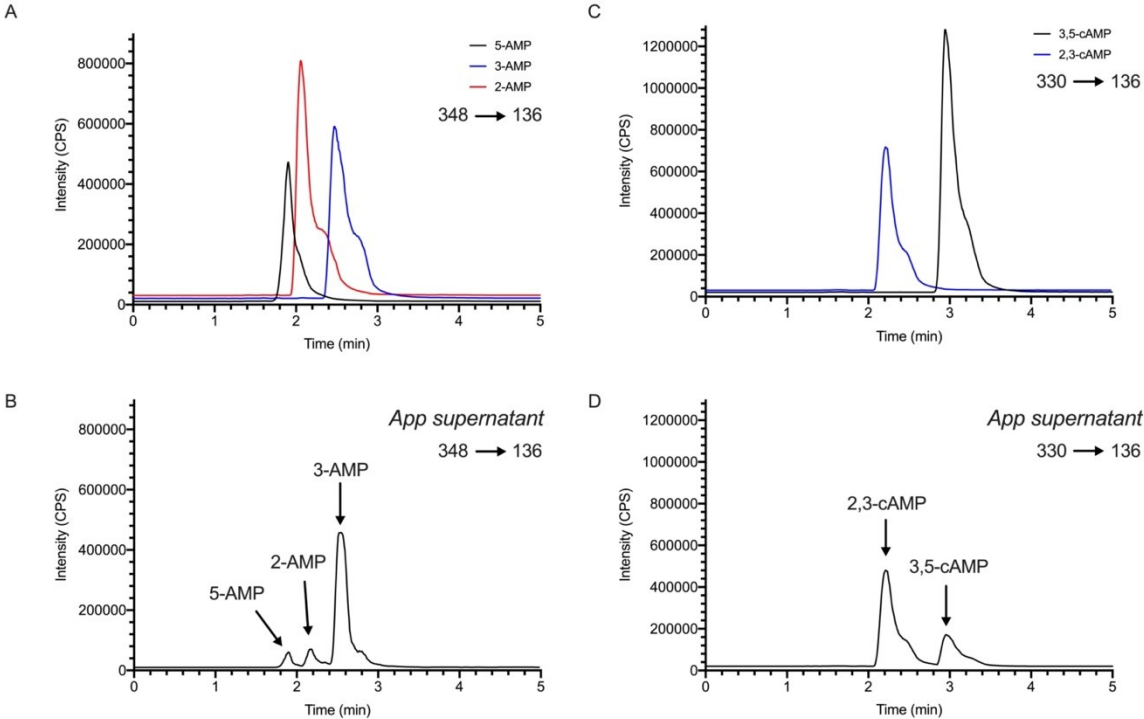 A
5-AMP
3-AMP
2-AMP
348 → 136
Intensity (CPS)
800000
600000
400000
200000
0
0 1 2 3 4 5
Time (min)
C
3,5-cAMP
2,3-cAMP
330 → 136
Intensity (CPS)
1200000
1000000
800000
600000
400000
200000
0
0 1 2 3 4 5
Time (min)
B
App supernatant
348 → 136
3-AMP
2-AMP
5-AMP
Intensity (CPS)
800000
600000
400000
200000
0
0 1 2 3 4 5
Time (min)
D
App supernatant
330 → 136
2,3-cAMP
3,5-cAMP
Intensity (CPS)
1200000
1000000
800000
600000
400000
200000
0
0 1 2 3 4 5
Time (min)